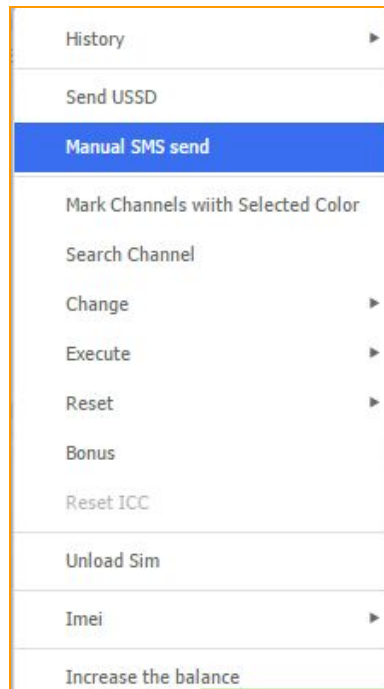 History
Send USSD
Manual SMS send
Mark Channels wiith Selected Color
Search Channel
Change
Execute
Reset
Bonus
Reset ICC
Unload Sim
Imei
Increase the balance